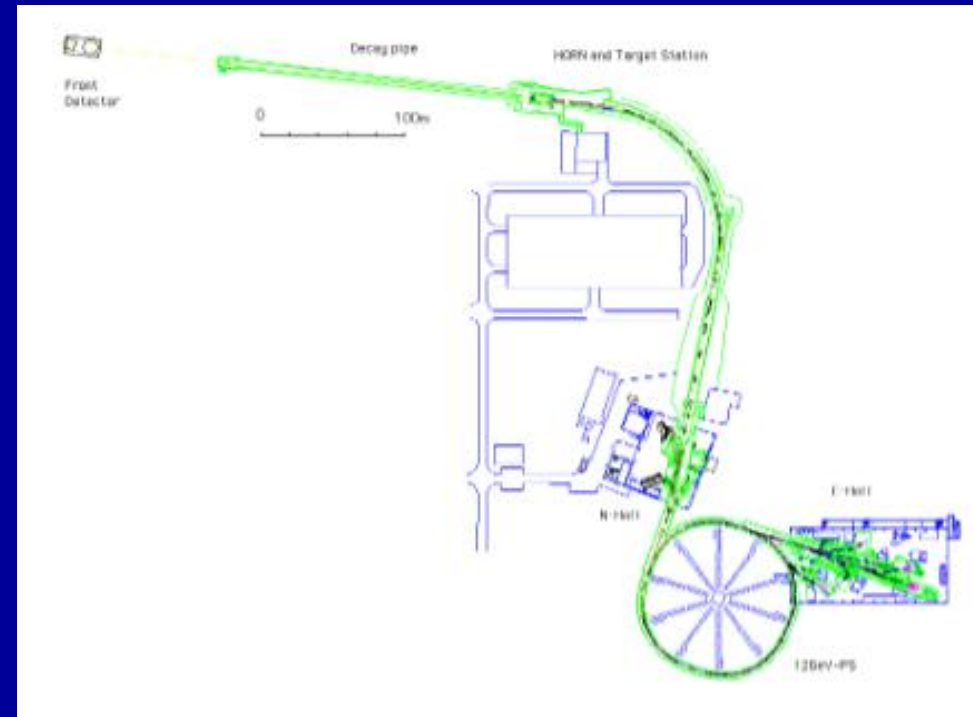 Decay pipe
HORN and Target Station
Front
Detector
0
100m
N-Hall
E-Hall
12GeV-PS